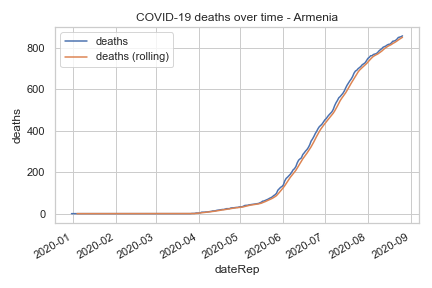 COVID-19 deaths over time - Armenia
deaths
deaths (rolling)
deaths
800
600
400
200
0
2020-01
2020-02
2020-03
2020-04
2020-05
2020-06
2020-07
2020-08
2020-09
dateRep